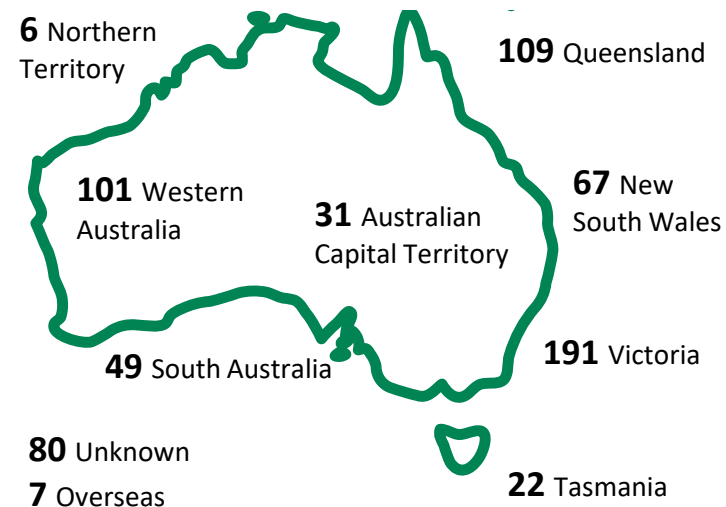 6 Northern
Territory
109 Queensland
101 Western
Australia
31 Australian
Capital Territory
67 New
South Wales
49 South Australia
191 Victoria
80 Unknown
7 Overseas
22 Tasmania